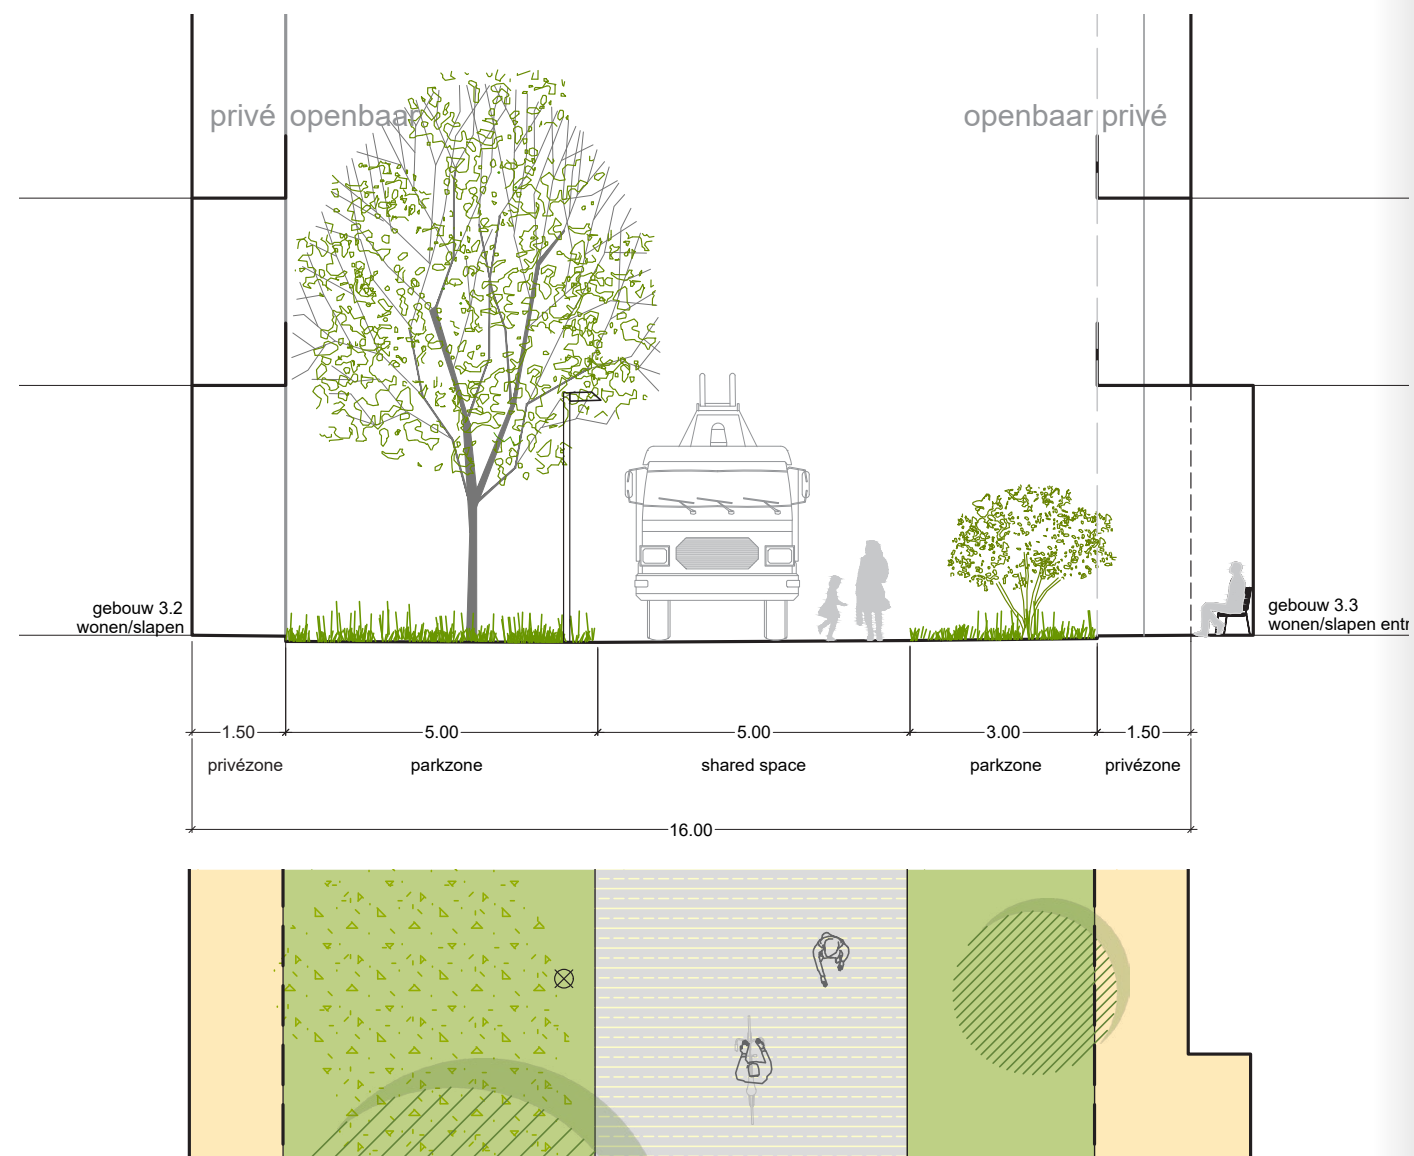 privé openbaar
openbaar privé
gebouw 3.2
wonen/slapen
gebouw 3.3
wonen/slapen entr
1.50
5.00
5.00
3.00
1.50
privézone
parkzone
shared space
parkzone
privézone
16.00